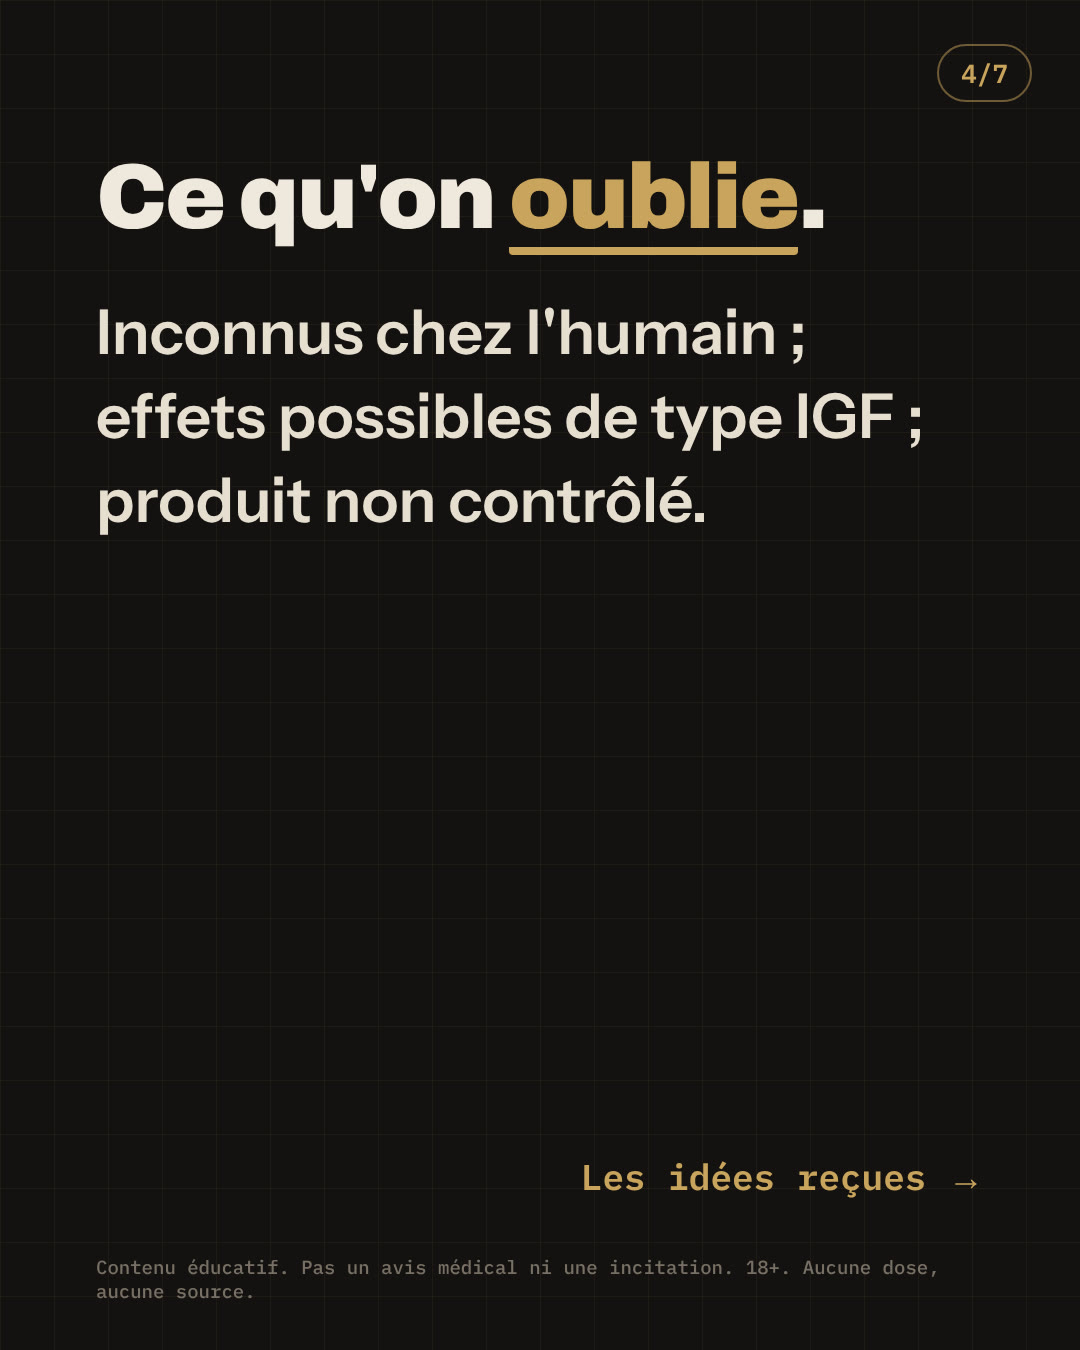 4/7
Ce qu'on oublie.
Inconnus chez l'humain ;
effets possibles de type IGF ;
produit non contrôlé.
Les idées reçues →
Contenu éducatif. Pas un avis médical ni une incitation. 18+. Aucune dose,
aucune source.